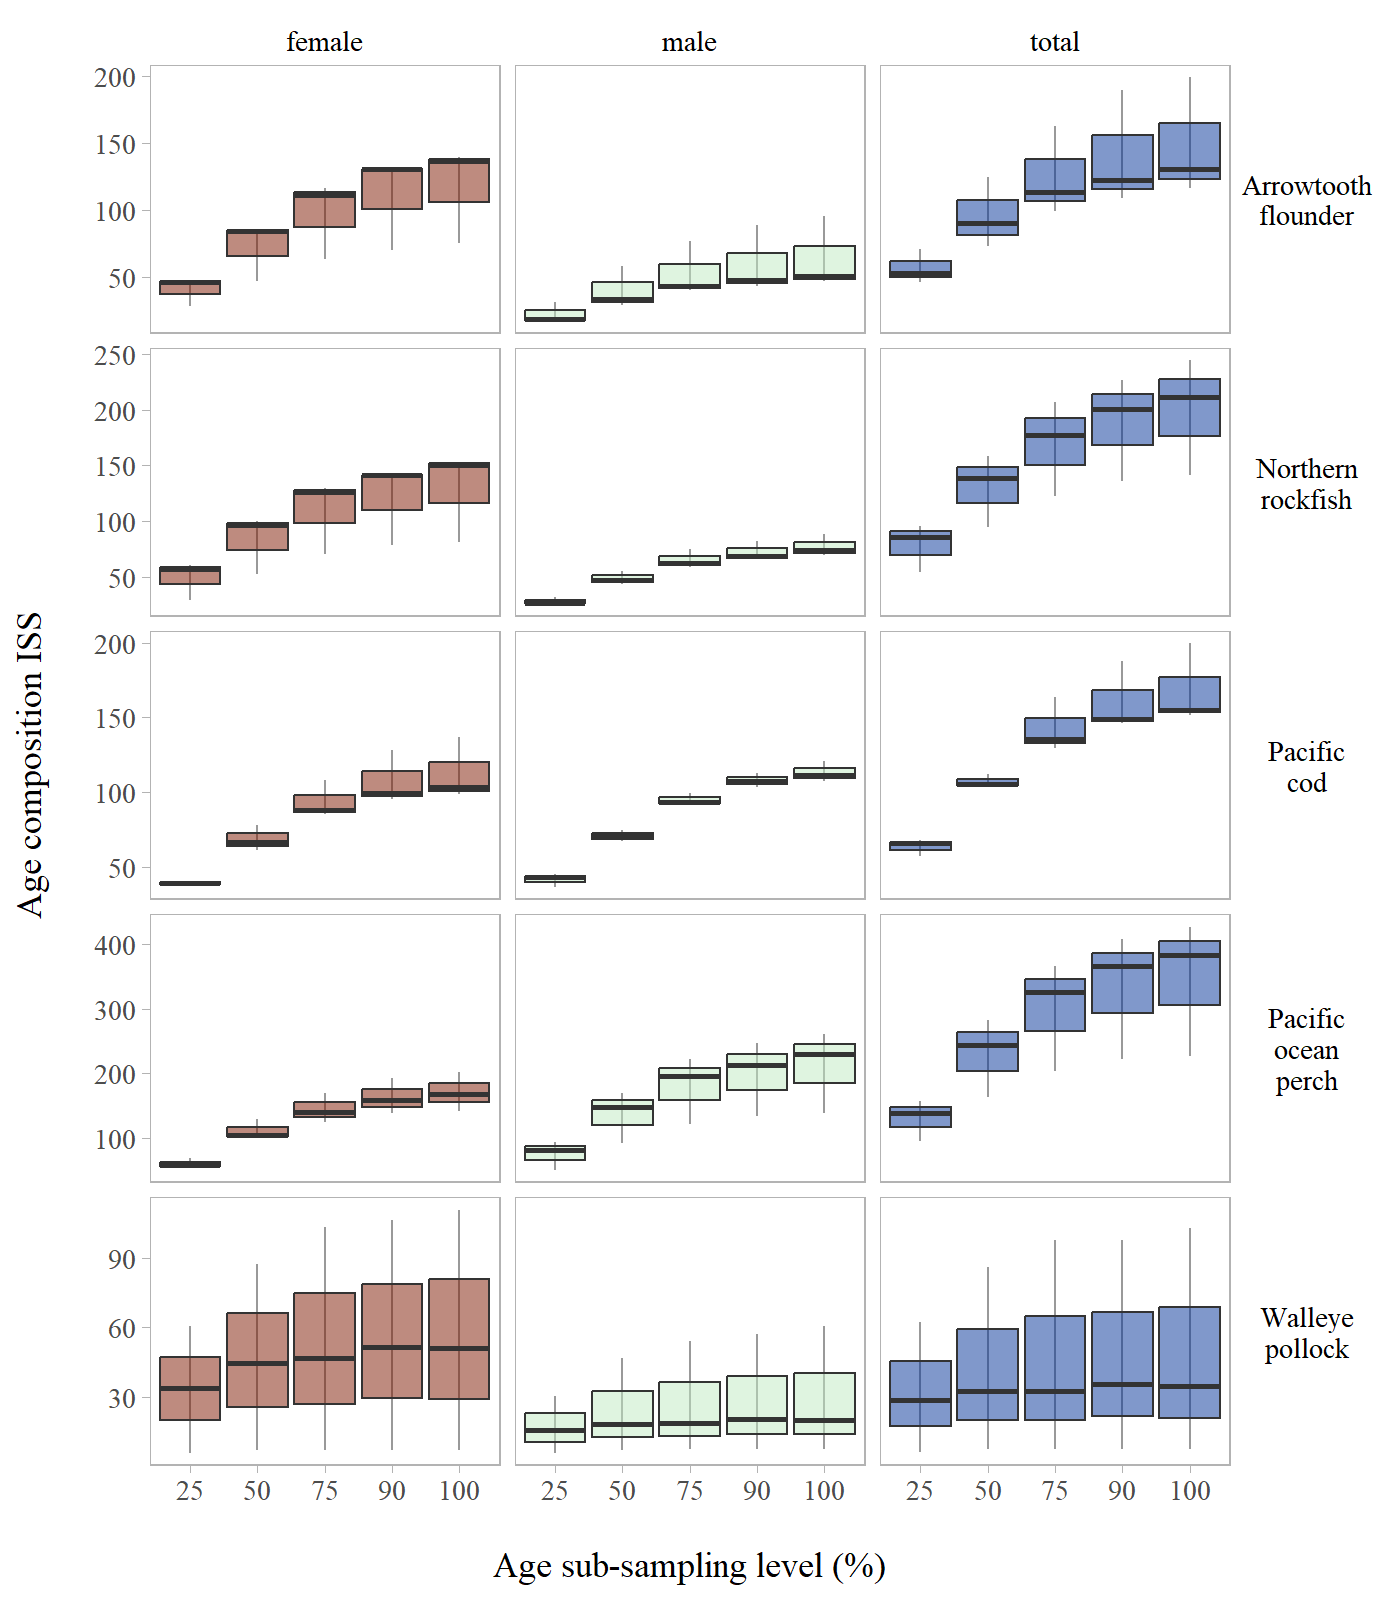 female male total
200
150
100
50
Arrowtooth
flounder
250
200
150
100
50
Northern
rockfish
200
150
100
50
Pacific
cod
400
300
200
100
Pacific
ocean
perch
90
60
30
Walleye
pollock
Age composition ISS
25 50 75 90 100 25 50 75 90 100 25 50 75 90 100
Age sub-sampling level (%)